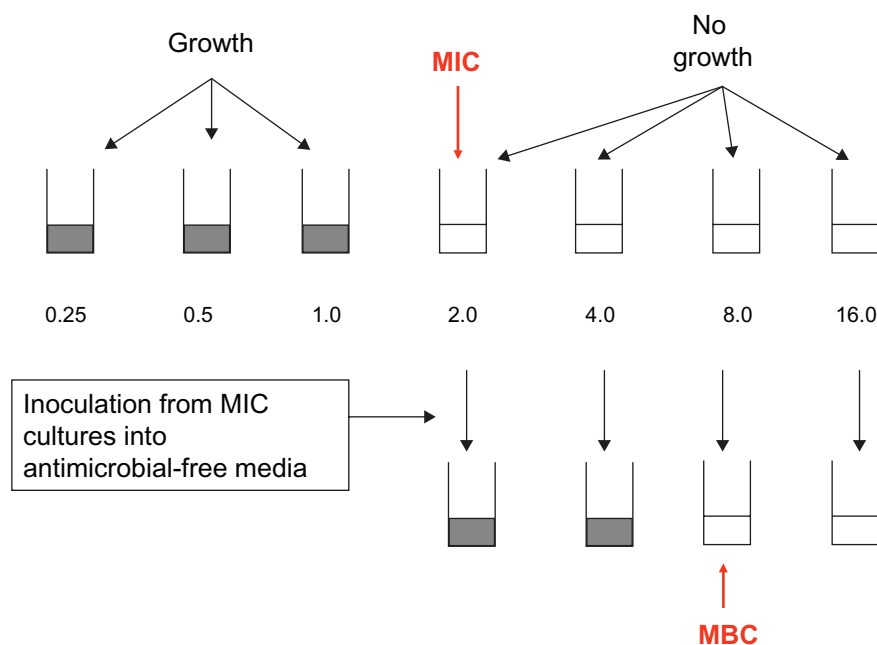 Growth
MIC
No
growth
0.25 0.5 1.0 2.0 4.0 8.0 16.0
Inoculation from MIC
cultures into
antimicrobial-free media
MBC